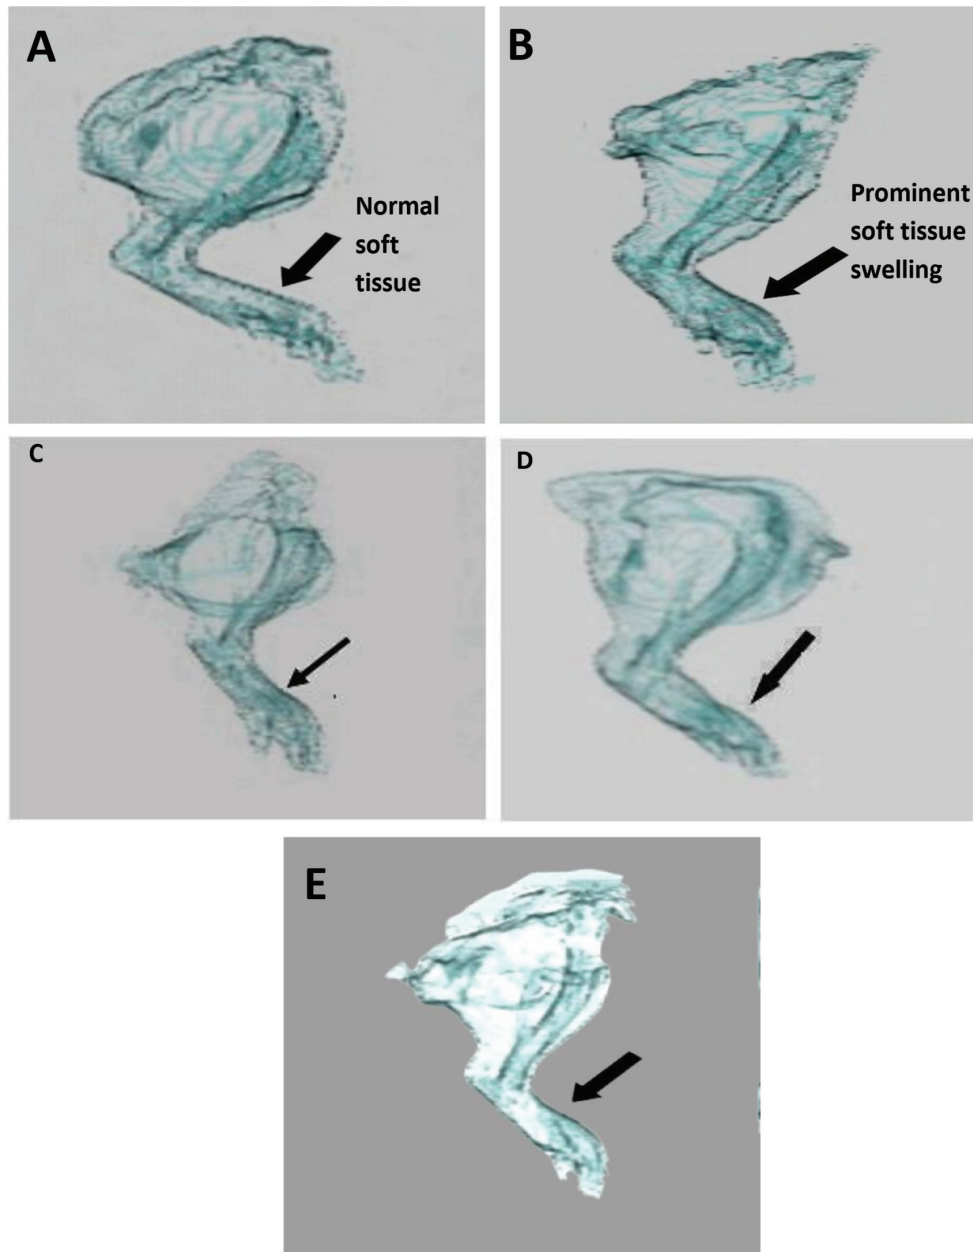 A
Normal
soft
tissue
B
Prominent
soft tissue
swelling
C
D
E